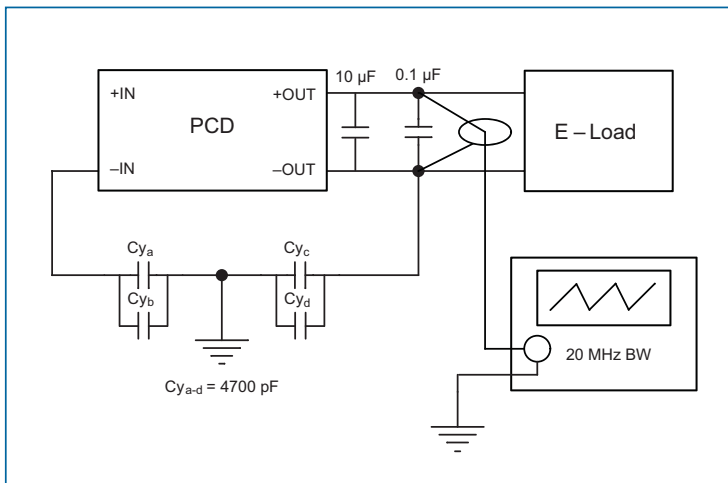 10 µF
0.1 µF
+IN
+OUT
PCD
E – Load
–IN
–OUT
Cya
Cyc
Cyb
Cyd
20 MHz BW
Cya-d = 4700 pF